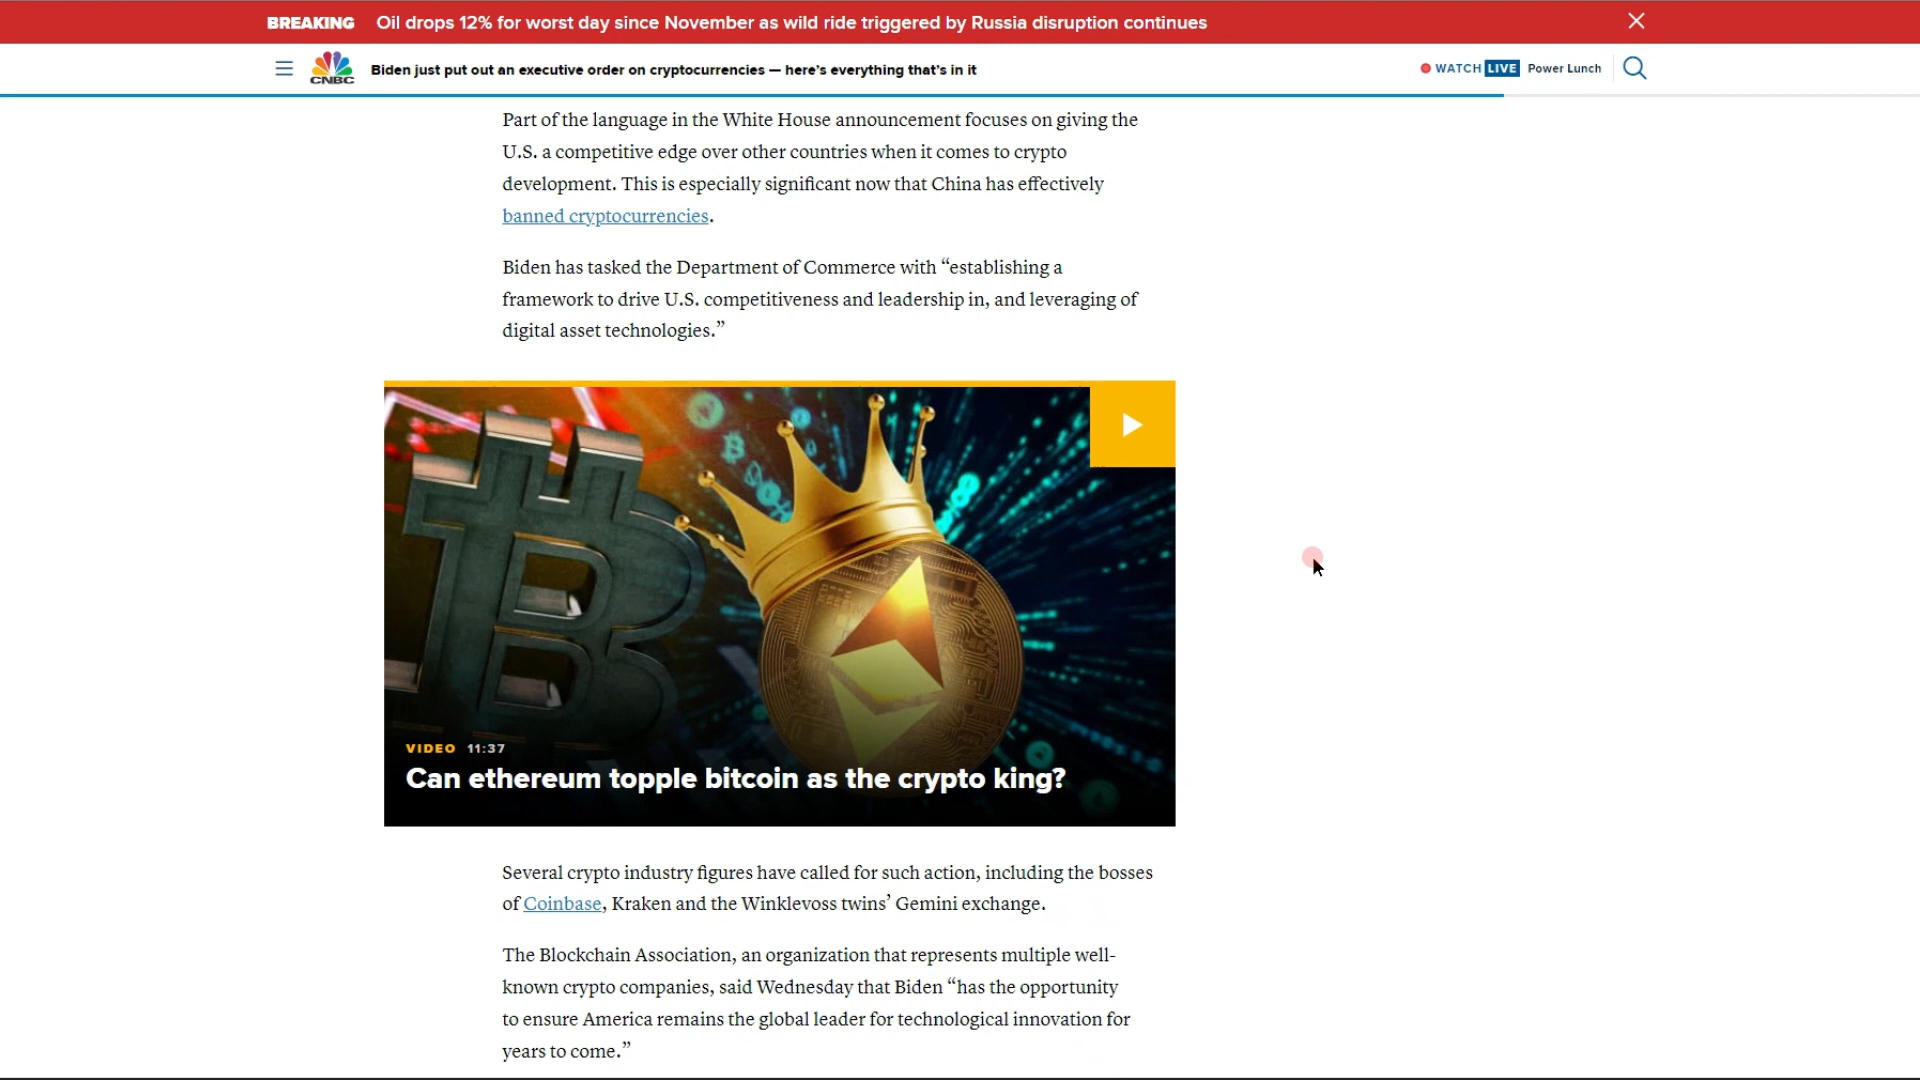 BREAKING Oil drops 12% for worst day since November as wild ride triggered by Russia disruption continues
CNBC Biden just put out an executive order on cryptocurrencies — here’s everything that’s in it WATCH LIVE Power Lunch
Part of the language in the White House announcement focuses on giving the
U.S. a competitive edge over other countries when it comes to crypto
development. This is especially significant now that China has effectively
banned cryptocurrencies.
Biden has tasked the Department of Commerce with “establishing a
framework to drive U.S. competitiveness and leadership in, and leveraging of
digital asset technologies.”
VIDEO 11:37
Can ethereum topple bitcoin as the crypto king?
Several crypto industry figures have called for such action, including the bosses
of Coinbase, Kraken and the Winklevoss twins’ Gemini exchange.
The Blockchain Association, an organization that represents multiple well-
known crypto companies, said Wednesday that Biden “has the opportunity
to ensure America remains the global leader for technological innovation for
years to come.”